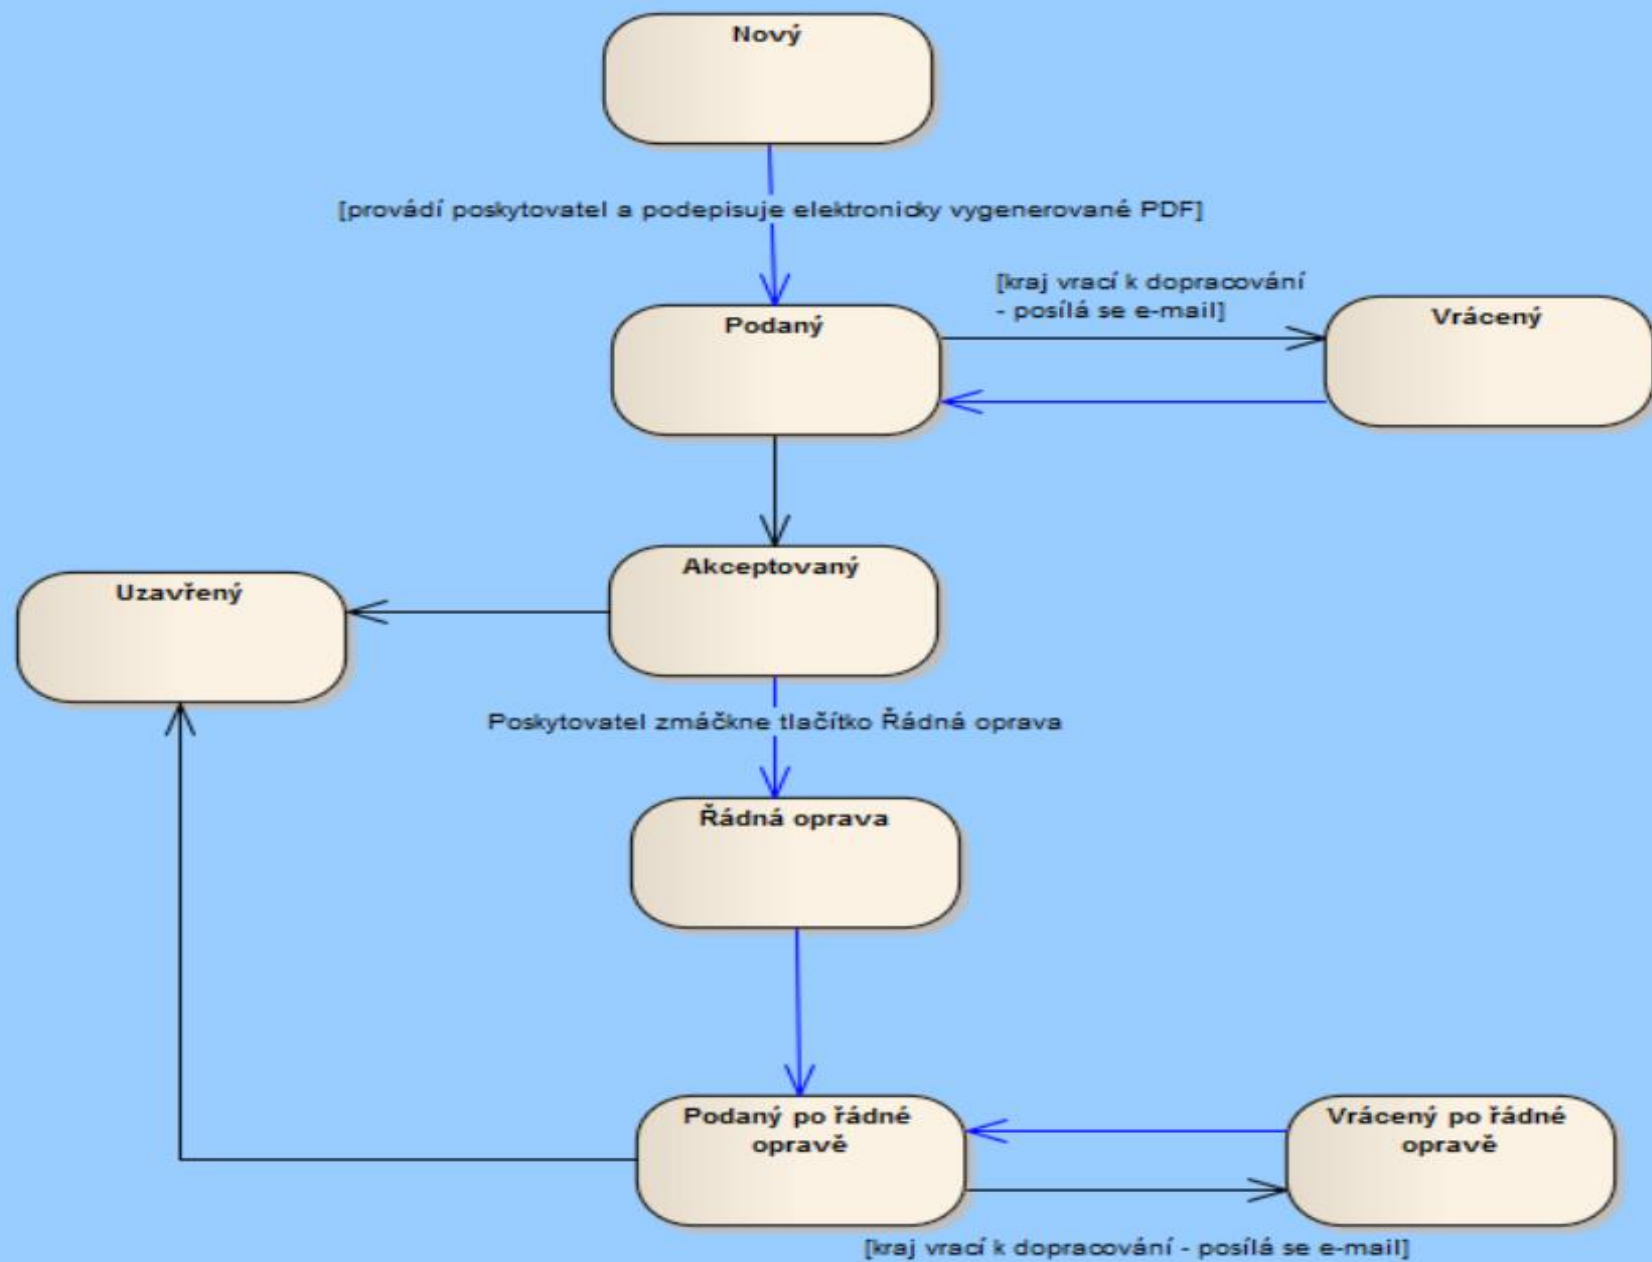 Nový
[provádí poskytovatel a podepisuje elektronicky vygenerované PDF]
[kraj vrací k dopracování
- posílá se e-mail]
Podaný
Vrácený
Akceptovaný
Uzavřený
Poskytovatel zmáčkne tlačítko Řádná oprava
Řádná oprava
Podaný po řádné
opravě
Vrácený po řádné
opravě
[kraj vrací k dopracování - posílá se e-mail]